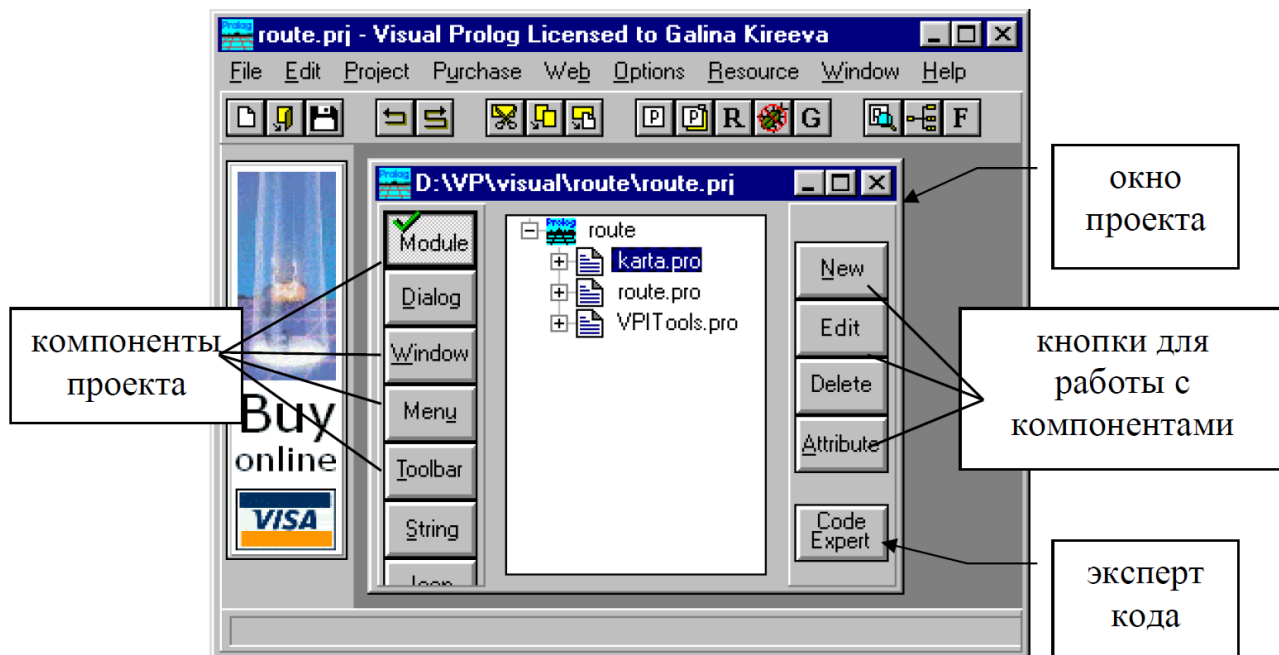 route.prj - Visual Prolog Licensed to Galina Kireeva
File Edit Project Purchase Web Options Resource Window Help
P P R G F
D:\VP\visual\route\route.prj
Module
Dialog
Window
Menu
Toolbar
String
Icon
route
karta.pro
route.pro
VPITools.pro
New
Edit
Delete
Attribute
Code
Expert
Buy
online
VISA
компоненты
проекта
окно
проекта
кнопки для
работы с
компонентами
эксперт
кода